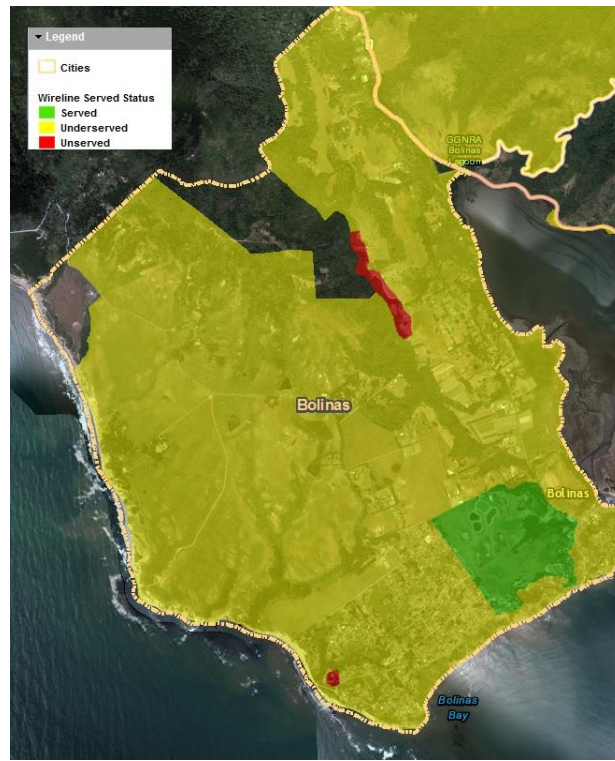 Legend
Cities
Wireline Served Status
Served
Underserved
Unserved
GGNRA
Bolinas
Lagoon
Bolinas
Bolinas
Bolinas
Bay